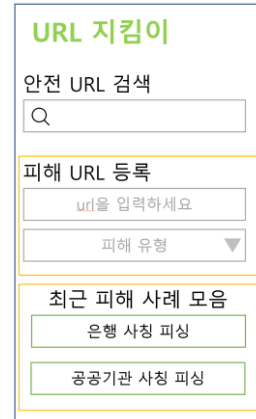 URL 지킴이
안전 URL 검색
피해 URL 등록
url을 입력하세요
피해 유형
최근 피해 사례 모음
은행 사칭 피싱
공공기관 사칭 피싱